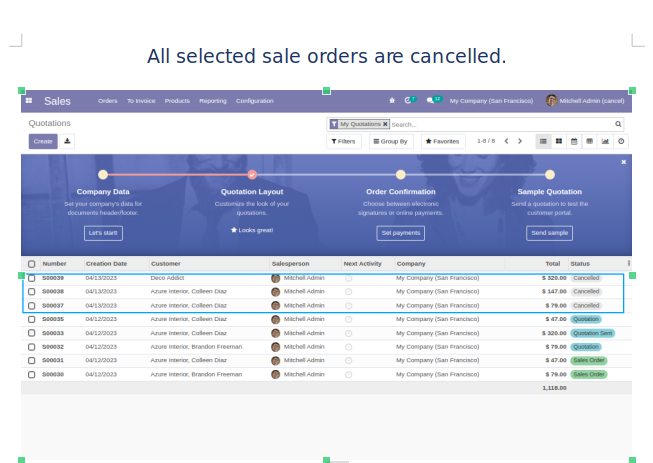 All selected sale orders are cancelled.
Sales Orders To Invoice Products Reporting Configuration My Company (San Francisco) Mitchell Admin (cancel)
Quotations My Quotations ✖ Search...
Create Filters Group By Favorites 1-8 / 8
Company Data Quotation Layout Order Confirmation Sample Quotation
Set your company's data for Customize the look of your Choose between electronic Send a quotation to test the
documents header/footer. quotations. signatures or online payments. customer portal.
Let's start! Looks great! Set payments Send sample
Number Creation Date Customer Salesperson Next Activity Company Total Status
S00039 04/13/2023 Deco Addict Mitchell Admin My Company (San Francisco) $ 320.00 Cancelled
S00038 04/13/2023 Azure Interior, Colleen Diaz Mitchell Admin My Company (San Francisco) $ 147.00 Cancelled
S00037 04/13/2023 Azure Interior, Colleen Diaz Mitchell Admin My Company (San Francisco) $ 79.00 Cancelled
S00035 04/12/2023 Azure Interior, Colleen Diaz Mitchell Admin My Company (San Francisco) $ 47.00 Quotation
S00033 04/12/2023 Azure Interior, Colleen Diaz Mitchell Admin My Company (San Francisco) $ 320.00 Quotation Sent
S00032 04/12/2023 Azure Interior, Brandon Freeman Mitchell Admin My Company (San Francisco) $ 79.00 Quotation
S00031 04/12/2023 Azure Interior, Colleen Diaz Mitchell Admin My Company (San Francisco) $ 47.00 Sales Order
S00030 04/12/2023 Azure Interior, Brandon Freeman Mitchell Admin My Company (San Francisco) $ 79.00 Sales Order
1,118.00